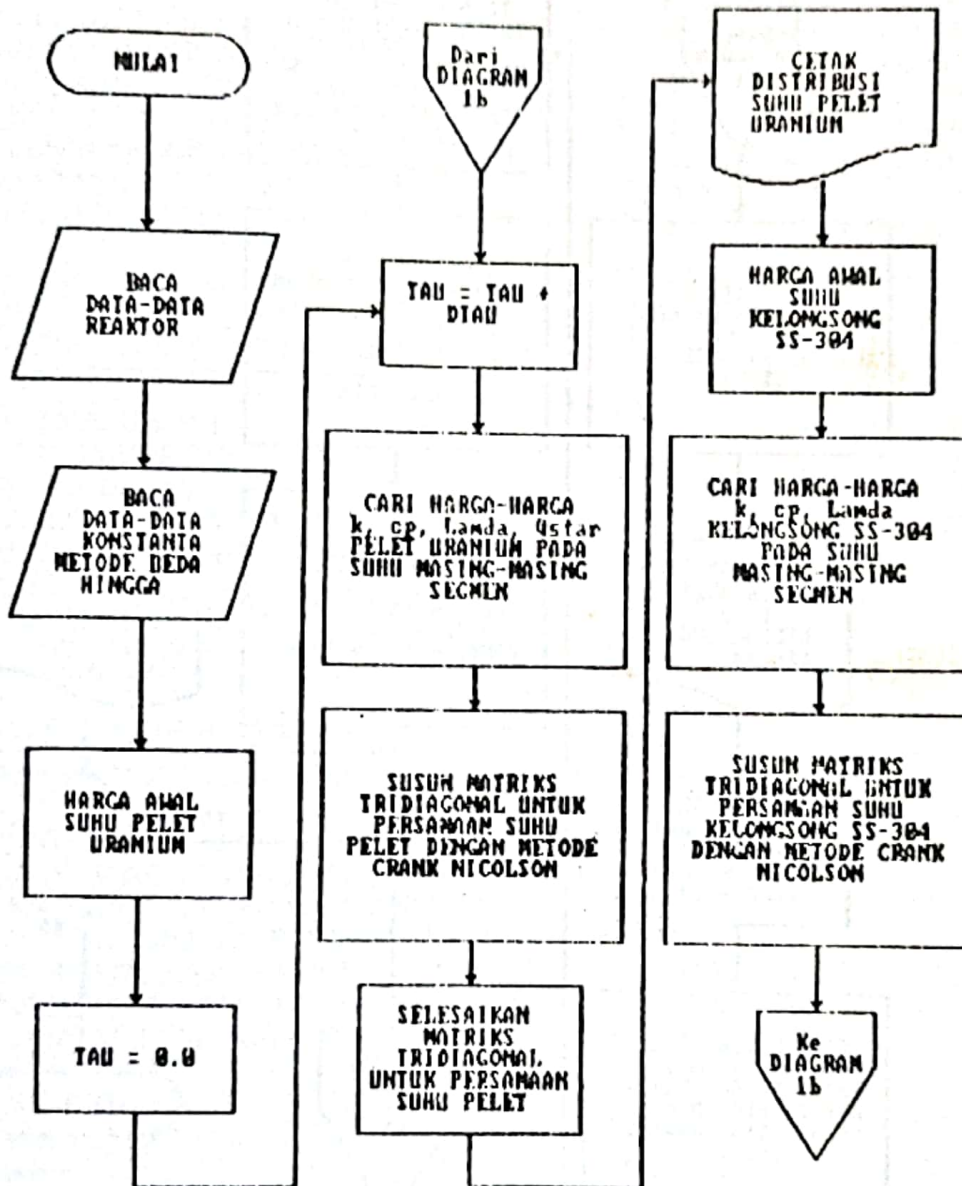 MULAI
BACA
DATA-DATA
REAKTOR
BACA
DATA-DATA
KONSTANTA
METODE BEDA
HINGGA
HARGA AWAL
SUHU PELET
URANIUM
TAU = 0.0
Dari
DIAGRAM
1b
TAU = TAU +
DTAU
CARI HARGA-HARGA
k, cp, Lamda, Qstar
PELET URANIUM PADA
SUHU MASING-MASING
SEGMEN
SUSUN MATRIKS
TRIDIAGONAL UNTUK
PERSAMAAN SUHU
PELET DENGAN METODE
CRANK NICOLSON
SELESAIKAN
MATRIKS
TRIDIAGONAL
UNTUK PERSAMAAN
SUHU PELET
CETAK
DISTRIBUSI
SUHU PELET
URANIUM
HARGA AWAL
SUHU
KELONGSONG
SS-304
CARI HARGA-HARGA
k, cp, Lamda
KELONGSONG SS-304
PADA SUHU
MASING-MASING
SEGMEN
SUSUN MATRIKS
TRIDIAGONAL UNTUK
PERSAMAAN SUHU
KELONGSONG SS-304
DENGAN METODE CRANK
NICOLSON
Ke
DIAGRAM
1b